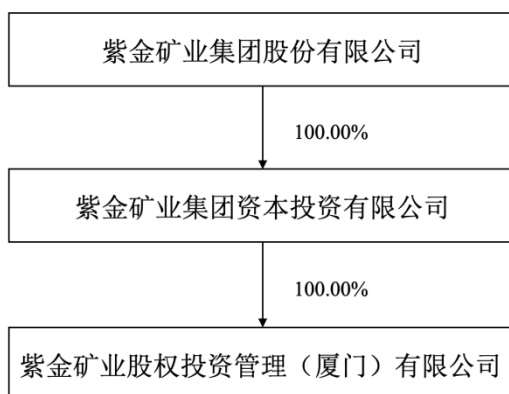 紫金矿业集团股份有限公司
100.00%
紫金矿业集团资本投资有限公司
100.00%
紫金矿业股权投资管理（厦门）有限公司